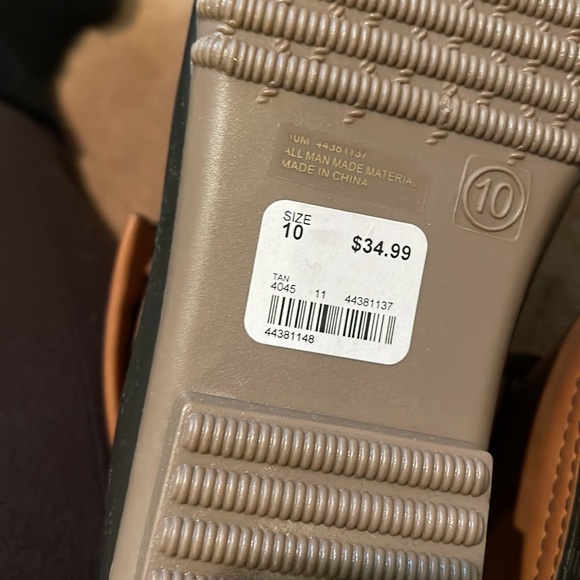 10M 44381137
ALL MAN MADE MATERIAL
MADE IN CHINA
10
SIZE
10 $34.99
TAN
4045 11 44381137
44381148